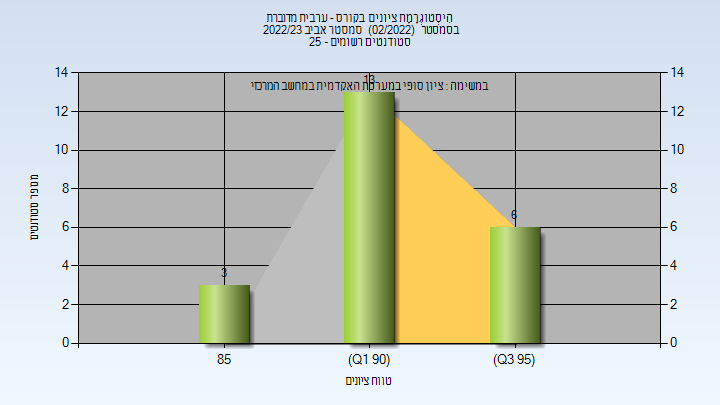 היסטוגרמת ציונים בקורס - ערבית מדוברת
בסמסטר (02/2022) סמסטר אביב 2022/23
סטודנטים רשומים - 25
במשימה : ציון סופי במערכת האקדמית במחשב המרכזי
14
12
10
8
6
4
2
0
מספר סטודנטים
14
12
10
8
6
4
2
0
3
13
6
85
(Q1 90)
(Q3 95)
טווח ציונים